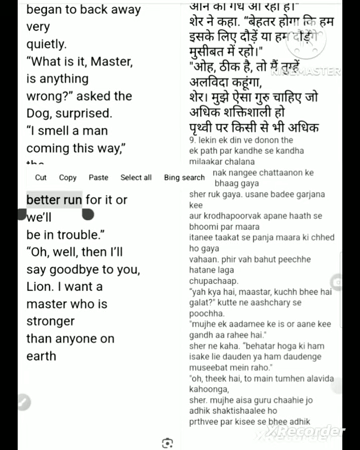 began to back away
very
quietly.
“What is it, Master,
is anything
wrong?” asked the
Dog, surprised.
“I smell a man
coming this way,”
the
Cut Copy Paste Select all Bing search
better run for it or
we’ll
be in trouble.”
“Oh, well, then I’ll
say goodbye to you,
Lion. I want a
master who is
stronger
than anyone on
earth
आने की गंध आ रही है।"
शेर ने कहा. "बेहतर होगा कि हम
इसके लिए दौड़ें या हम दौड़ेंगे
मुसीबत में रहो।"
"ओह, ठीक है, तो मैं तुम्हें
अलविदा कहूंगा,
शेर। मुझे ऐसा गुरु चाहिए जो
अधिक शक्तिशाली हो
पृथ्वी पर किसी से भी अधिक
9. lekin ek din ve donon the
ek path par kandhe se kandha
milaakar chalana
nak nangee chattaanon ke
bhaag gaya
sher ruk gaya. usane badee garjana
kee
aur krodhapoorvak apane haath se
bhoomi par maara
itanee taakat se panja maara ki chhed
ho gaya
vahaan. phir vah bahut peechhe
hatane laga
chupachaap.
"yah kya hai, maastar, kuchh bhee hai
galat?" kutte ne aashchary se
poochha.
"mujhe ek aadamee ke is or aane kee
gandh aa rahee hai."
sher ne kaha. "behatar hoga ki ham
isake lie dauden ya ham daudenge
museebat mein raho."
"oh, theek hai, to main tumhen alavida
kahoonga,
sher. mujhe aisa guru chaahie jo
adhik shaktishaalee ho
prthvee par kisee se bhee adhik